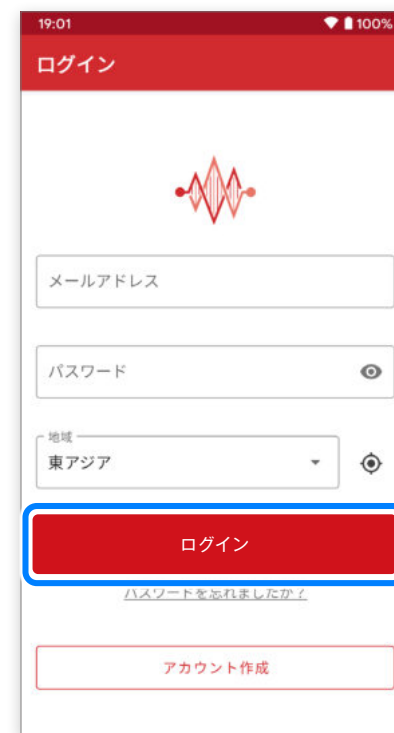 19:01 100%
ログイン
メールアドレス
パスワード
地域
東アジア
ログイン
パスワードを忘れましたか？
アカウント作成